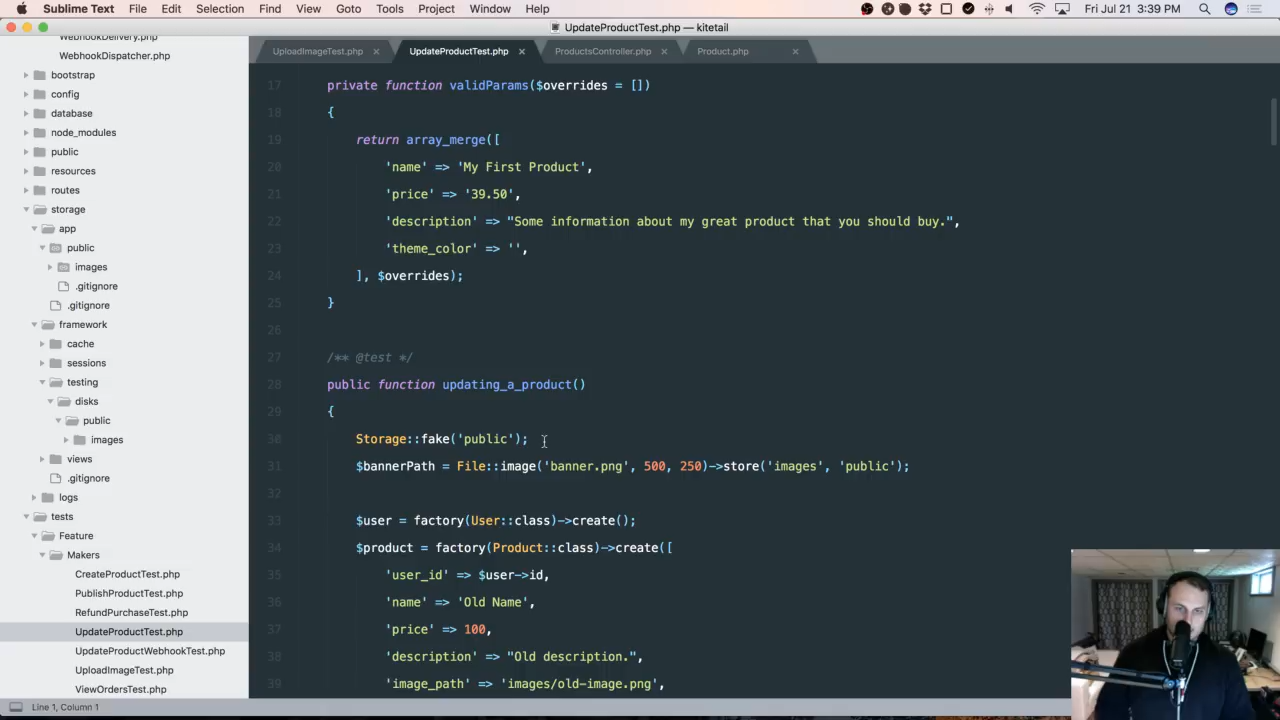 Sublime Text File Edit Selection Find View Goto Tools Project Window Help Fri Jul 21 3:39 PM
UpdateProductTest.php — kitetail
UploadImageTest.php × UpdateProductTest.php × ProductsController.php × Product.php ×
WebhookDelivery.php
WebhookDispatcher.php
bootstrap
config
database
node_modules
public
resources
routes
storage
app
public
images
.gitignore
.gitignore
framework
cache
sessions
testing
disks
public
images
views
.gitignore
logs
tests
Feature
Makers
CreateProductTest.php
PublishProductTest.php
RefundPurchaseTest.php
UpdateProductTest.php
UpdateProductWebhookTest.php
UploadImageTest.php
ViewOrdersTest.php
17 private function validParams($overrides = [])
18 {
19 return array_merge([
20 'name' => 'My First Product',
21 'price' => '39.50',
22 'description' => "Some information about my great product that you should buy.",
23 'theme_color' => '',
24 ], $overrides);
25 }
26
27 /** @test */
28 public function updating_a_product()
29 {
30 Storage::fake('public');
31 $bannerPath = File::image('banner.png', 500, 250)->store('images', 'public');
32
33 $user = factory(User::class)->create();
34 $product = factory(Product::class)->create([
35 'user_id' => $user->id,
36 'name' => 'Old Name',
37 'price' => 100,
38 'description' => "Old description.",
39 'image_path' => 'images/old-image.png',
Line 1, Column 1